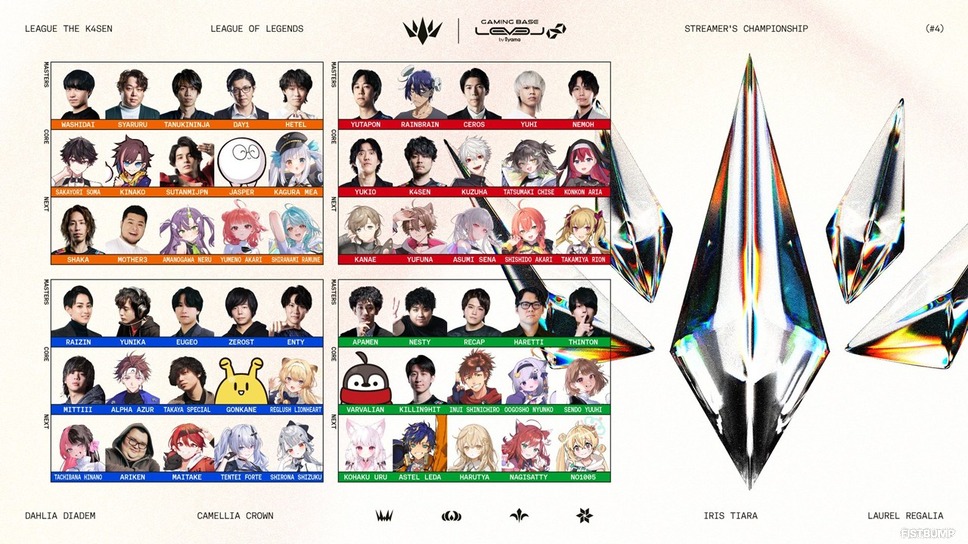 LEAGUE THE K4SEN
LEAGUE OF LEGENDS
GAMING BASE
LEVEL
by iiyama
STREAMER'S CHAMPIONSHIP
(#4)
MASTERS
WASHIDAI SYARURU TANUKININJA DAY1 HETEL
CORE
SAKAYORI SOMA KINAKO SUTANMIJPN JASPER KAGURA MEA
NEXT
SHAKA MOTHER3 AMANOGAWA NERU YUMENO AKARI SHIRANAMI RAMUNE
MASTERS
YUTAPON RAINBRAIN CEROS YUHI NEMOH
CORE
YUKIO K4SEN KUZUHA TATSUMAKI CHISE KONKON ARIA
NEXT
KANAE YUFUNA ASUMI SENA SHISHIDO AKARI TAKAMIYA RION
MASTERS
RAIZIN YUNIKA EUGEO ZEROST ENTY
CORE
MITTIII ALPHA AZUR TAKAYA SPECIAL GONKANE REGLUSH LIONHEART
NEXT
TACHIBANA HINANO ARIKEN MAITAKE TENTEI FORTE SHIRONA SHIZUKU
MASTERS
APAMEN NESTY RECAP HARETTI THINTON
CORE
VARVALIAN KILLIN9HIT INUI SHINICHIRO OOGOSHO NYUNKO SENDO YUUHI
NEXT
KOHAKU URU ASTEL LEDA HARUTYA NAGISATTY NO1005
DAHLIA DIADEM
CAMELLIA CROWN
IRIS TIARA
LAUREL REGALIA
FISTBUMP